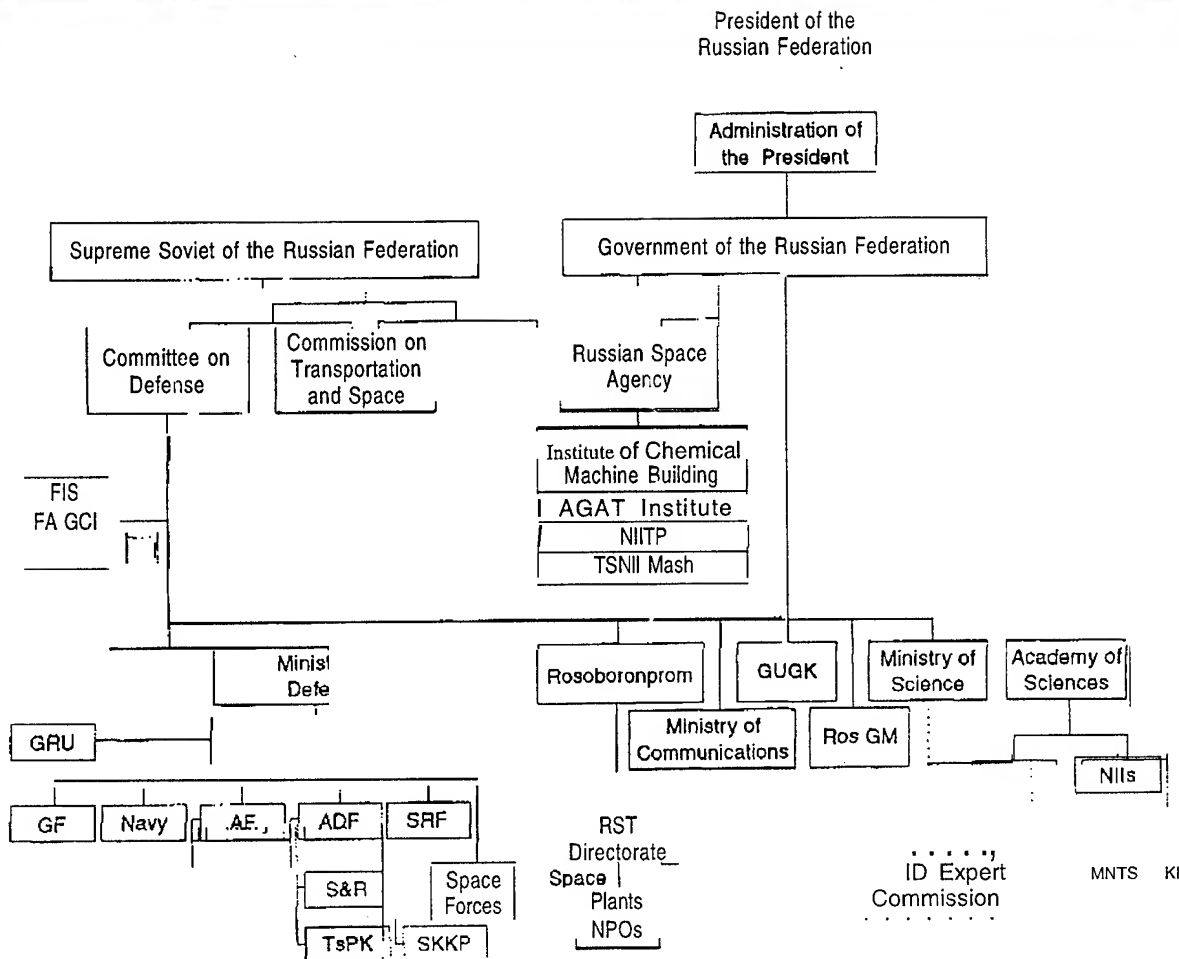 President of the
Russian Federation
Administration of
the President
Supreme Soviet of the Russian Federation
Government of the Russian Federation
Committee on
Defense
Commission on
Transportation
and Space
Russian Space
Agency
Institute of Chemical
Machine Building
AGAT Institute
NIITP
TSNII Mash
FIS
FA GCI
Minist
Defe
Rosoboronprom
GUGK
Ministry of
Science
Academy of
Sciences
Ministry of
Communications
Ros GM
GRU
NIIs
GF
Navy
AF
ADF
SRF
S&R
Space
Forces
TsPK
SKKP
RST
Directorate
Space
Plants
NPOs
ID Expert
Commission
MNTS